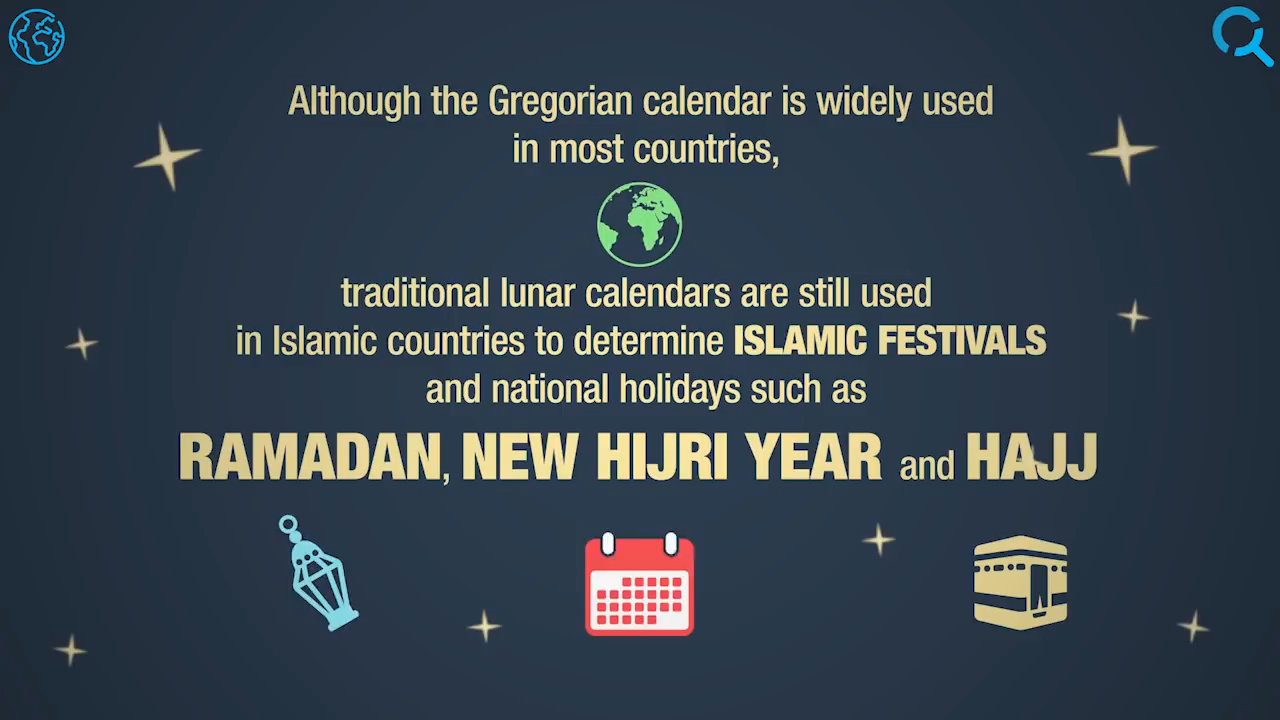 Although the Gregorian calendar is widely used
in most countries,
traditional lunar calendars are still used
in Islamic countries to determine ISLAMIC FESTIVALS
and national holidays such as
RAMADAN, NEW HIJRI YEAR and HAJJ